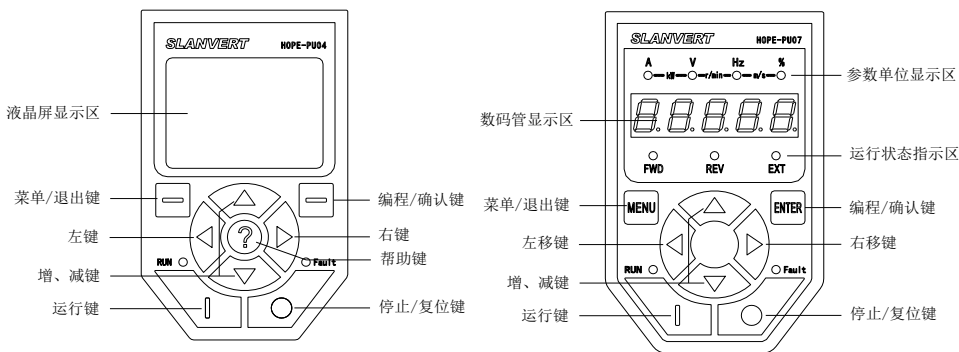 SLANVERT HOPE-PU04
液晶屏显示区
菜单/退出键
编程/确认键
左键
右键
?
帮助键
RUN
Fault
增、减键
运行键
停止/复位键
SLANVERT HOPE-PU07
A V Hz %
kW r/min m/s
参数单位显示区
数码管显示区
8.8.8.8.8.
FWD REV EXT
运行状态指示区
菜单/退出键
MENU
ENTER
编程/确认键
左移键
右移键
RUN
Fault
增、减键
运行键
停止/复位键